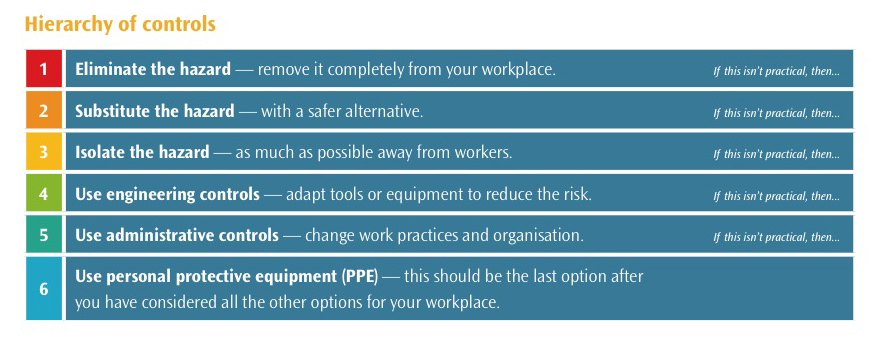 Hierarchy of controls
1 Eliminate the hazard — remove it completely from your workplace. If this isn't practical, then...
2 Substitute the hazard — with a safer alternative. If this isn't practical, then...
3 Isolate the hazard — as much as possible away from workers. If this isn't practical, then...
4 Use engineering controls — adapt tools or equipment to reduce the risk. If this isn't practical, then...
5 Use administrative controls — change work practices and organisation. If this isn't practical, then...
6 Use personal protective equipment (PPE) — this should be the last option after
you have considered all the other options for your workplace.